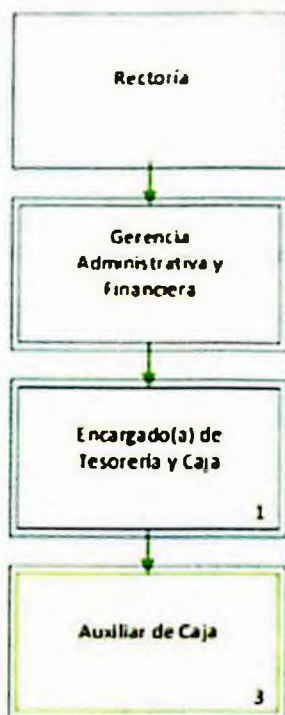 Rectoría
Gerencia
Administrativa y
Financiera
Encargado(a) de
Tesorería y Caja
1
Auxiliar de Caja
3